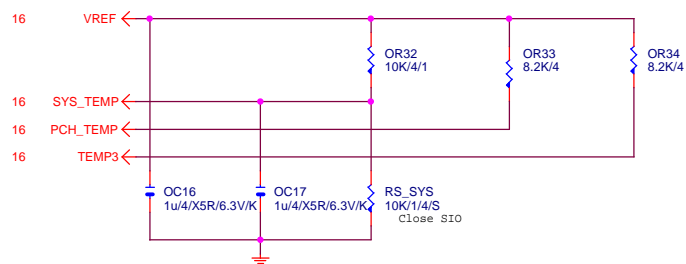 16 VREF
OR32
10K/4/1
OR33
8.2K/4
OR34
8.2K/4
16 SYS_TEMP
16 PCH_TEMP
16 TEMP3
OC16
1u/4/X5R/6.3V/K
OC17
1u/4/X5R/6.3V/K
RS_SYS
10K/1/4/S
Close SIO